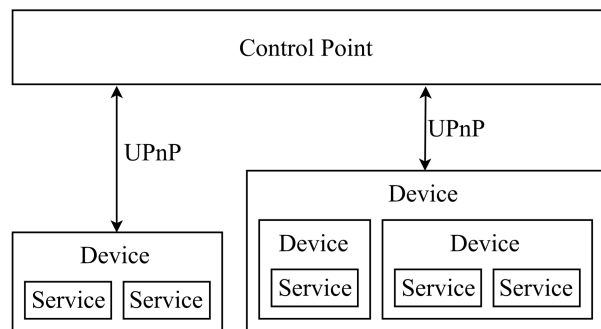 Control Point
UPnP
UPnP
Device
Device
Device
Device
Service
Service
Service
Service
Service